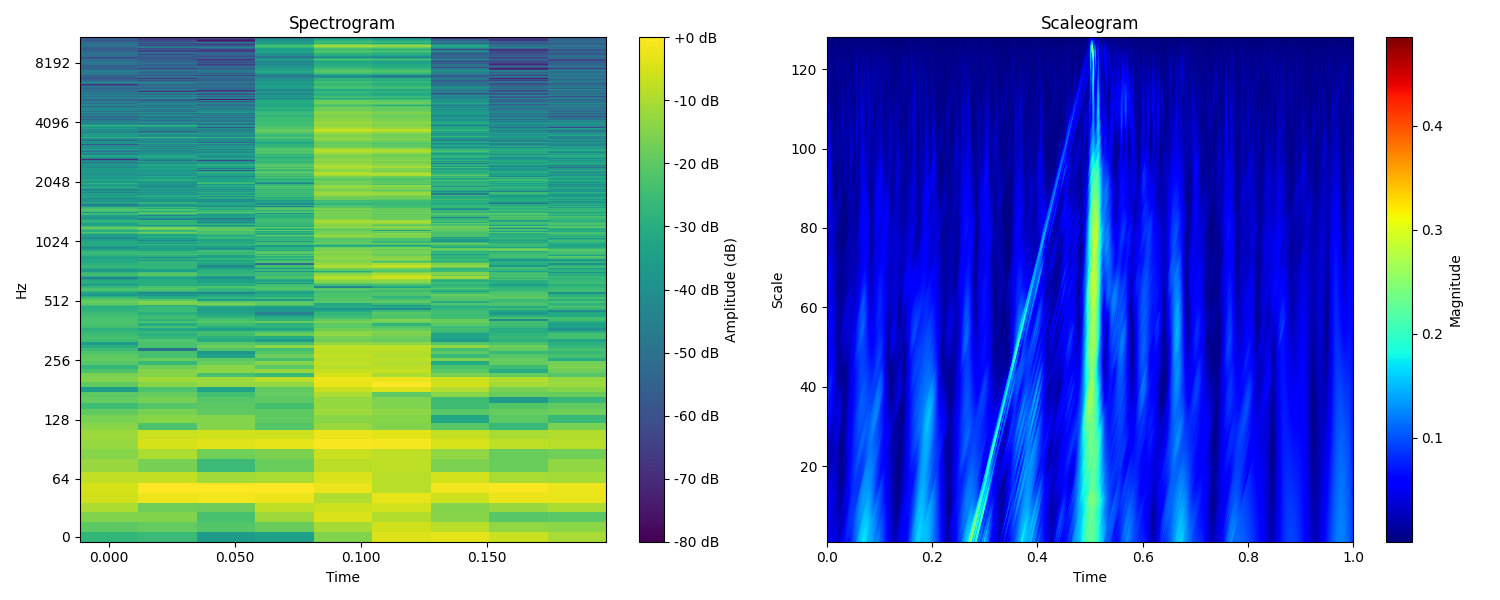 Spectrogram
Hz
8192
4096
2048
1024
512
256
128
64
0
0.000
0.050
0.100
0.150
Time
+0 dB
-10 dB
-20 dB
-30 dB
-40 dB
-50 dB
-60 dB
-70 dB
-80 dB
Amplitude (dB)
Scaleogram
Scale
120
100
80
60
40
20
0.0
0.2
0.4
0.6
0.8
1.0
Time
0.4
0.3
0.2
0.1
Magnitude